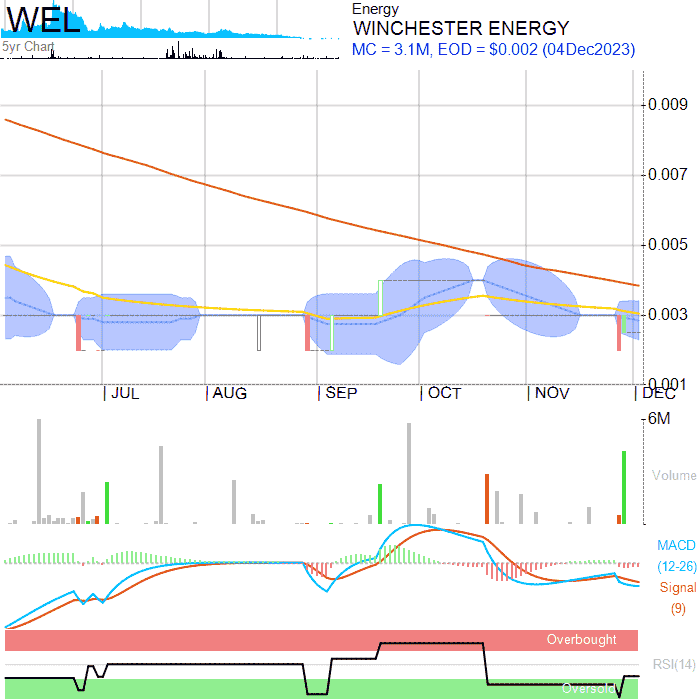 WEL
5yr Chart
Energy
WINCHESTER ENERGY
MC = 3.1M, EOD = $0.002 (04Dec2023)
0.009
0.007
0.005
0.003
0.001
JUL
AUG
SEP
OCT
NOV
DEC
6M
Volume
MACD
(12-26)
Signal
(9)
Overbought
RSI(14)
Oversold